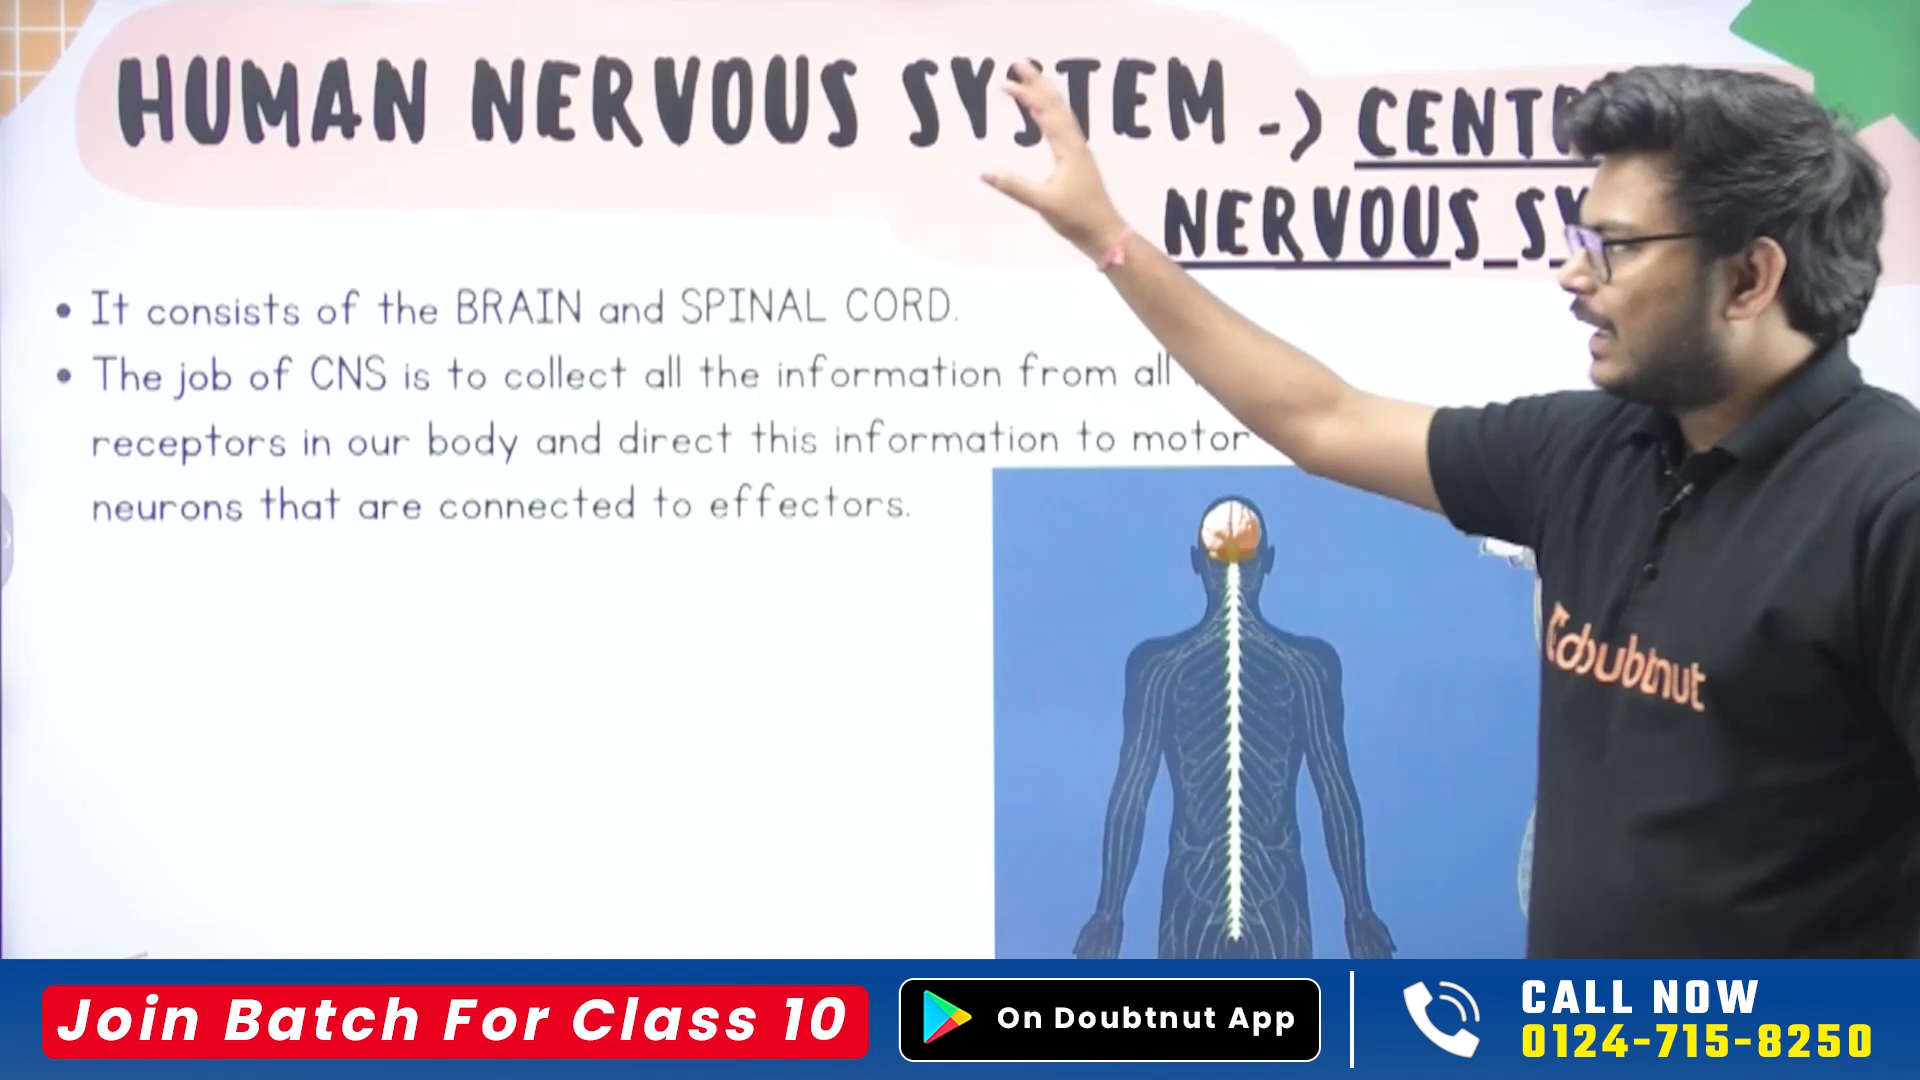 HUMAN NERVOUS SYSTEM -> CENTR
NERVOUS SY
• It consists of the BRAIN and SPINAL CORD.
• The job of CNS is to collect all the information from all
receptors in our body and direct this information to motor
neurons that are connected to effectors.
doubtnut
Join Batch For Class 10
On Doubtnut App
CALL NOW
0124-715-8250